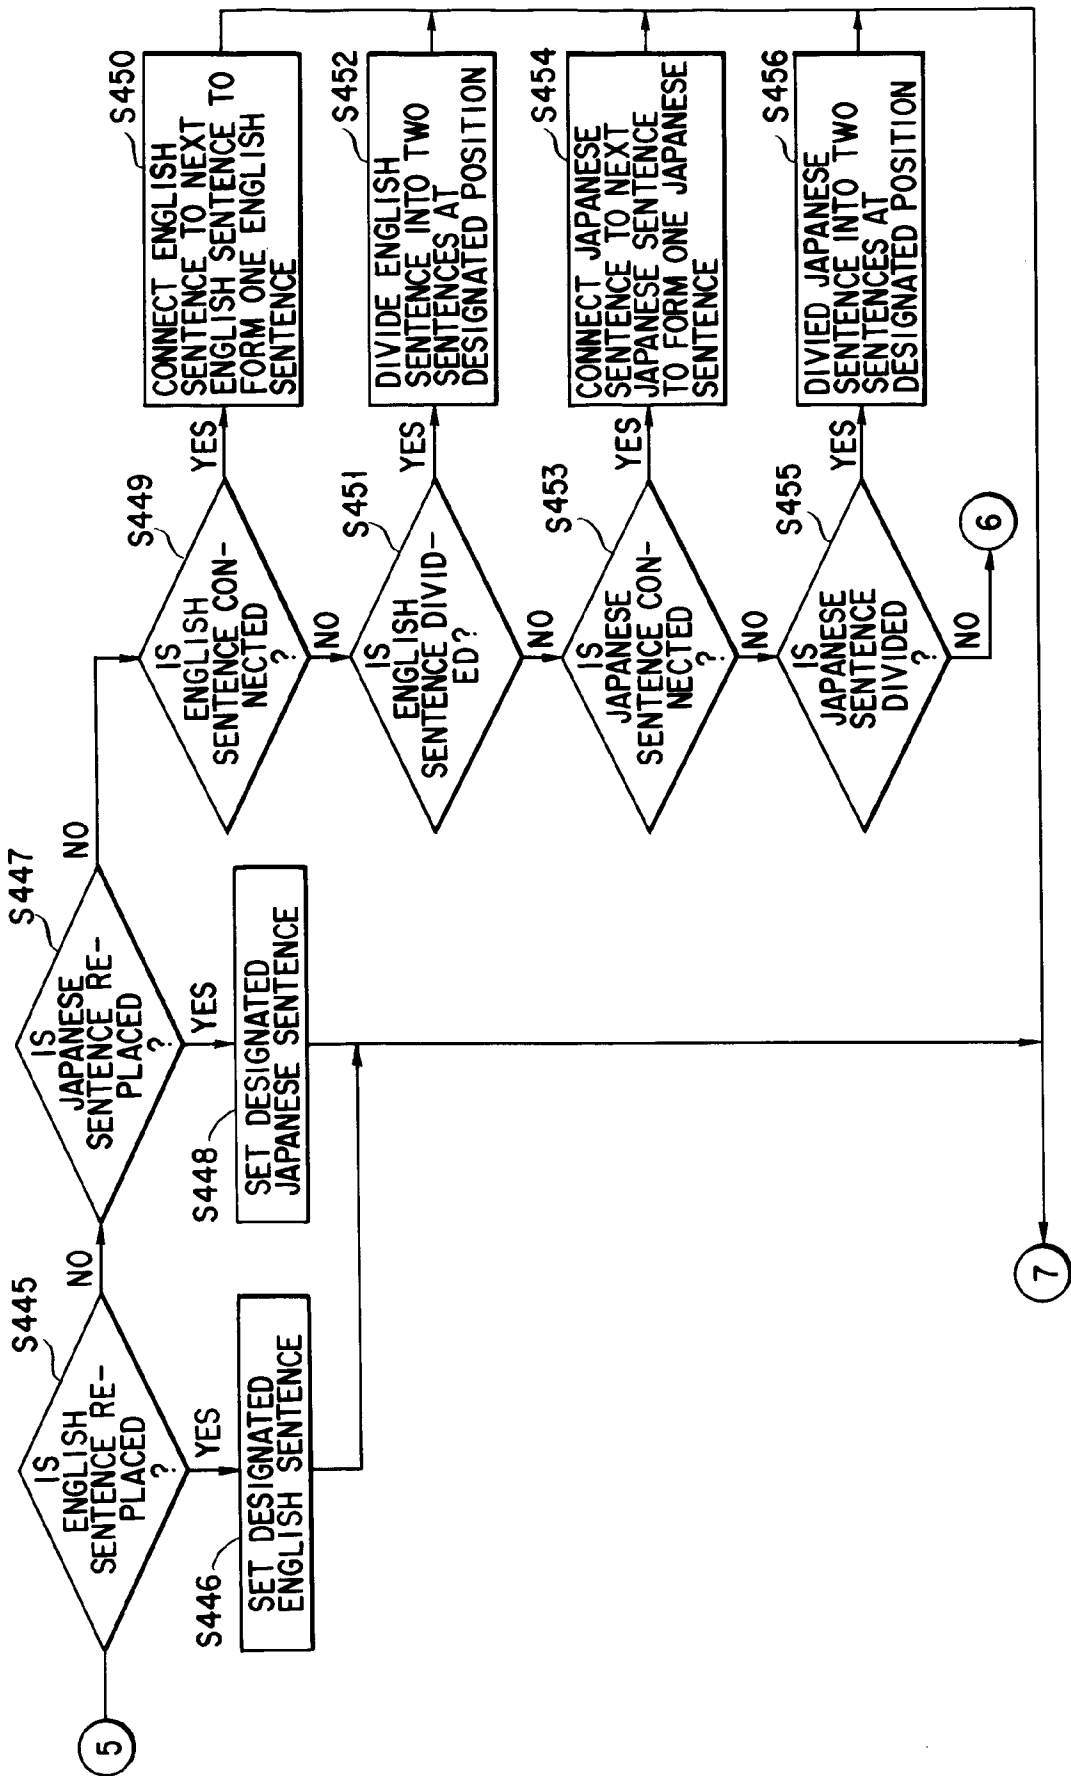 5
S445
IS
ENGLISH
SENTENCE RE-
PLACED
?
NO
YES
S446
SET DESIGNATED
ENGLISH SENTENCE
S447
IS
JAPANESE
SENTENCE RE-
PLACED
?
NO
YES
S448
SET DESIGNATED
JAPANESE SENTENCE
S449
IS
ENGLISH
SENTENCE CON-
NECTED
?
YES
NO
S450
CONNECT ENGLISH
SENTENCE TO NEXT
ENGLISH SENTENCE TO
FORM ONE ENGLISH
SENTENCE
S451
IS
ENGLISH
SENTENCE DIVID-
ED?
YES
NO
S452
DIVIDE ENGLISH
SENTENCE INTO TWO
SENTENCES AT
DESIGNATED POSITION
S453
IS
JAPANESE
SENTENCE CON-
NECTED
?
YES
NO
S454
CONNECT JAPANESE
SENTENCE TO NEXT
JAPANESE SENTENCE
TO FORM ONE JAPANESE
SENTENCE
S455
IS
JAPANESE
SENTENCE
DIVIDED
?
YES
NO
S456
DIVIED JAPANESE
SENTENCE INTO TWO
SENTENCES AT
DESIGNATED POSITION
6
7